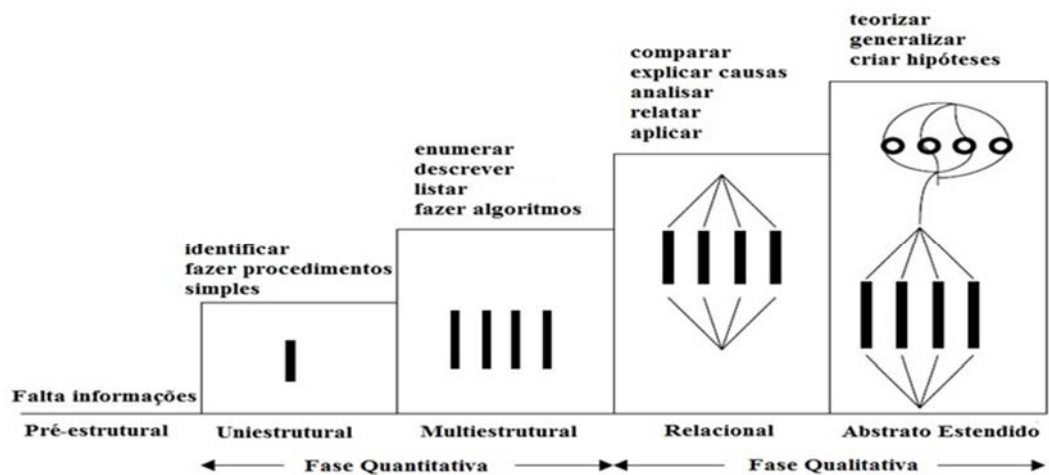 teorizar
generalizar
criar hipóteses
comparar
explicar causas
analisar
relatar
aplicar
enumerar
descrever
listar
fazer algoritmos
identificar
fazer procedimentos
simples
Falta informações
Pré-estrutural
Uniestrutural
Multiestrutural
Relacional
Abstrato Estendido
Fase Quantitativa
Fase Qualitativa